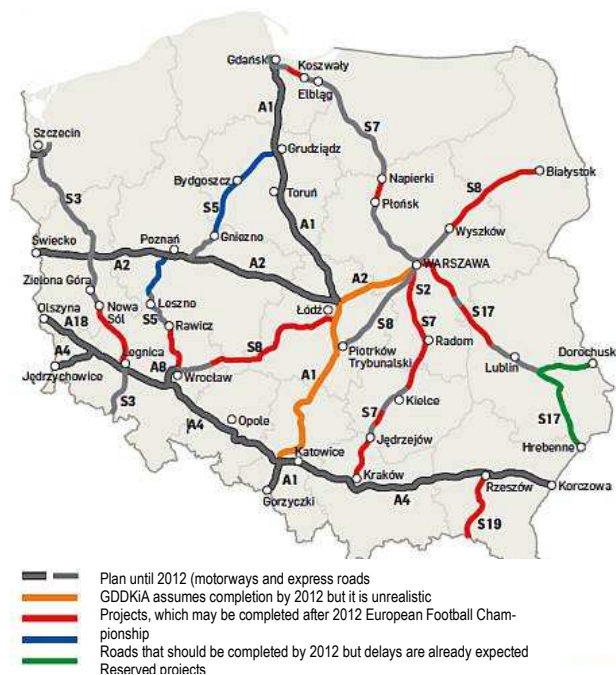 Gdańsk
Koszwały
Elbląg
A1
S7
Szczecin
Grudziądz
Bydgoszcz
Napierki
S8
Białystok
S3
Toruń
Płońsk
S5
Wyszków
Gniezno
A1
Świecko
Poznań
WARSZAWA
A2
A2
A2
S2
Zielona Góra
Leszno
Łódź
S17
Olszyna
Nowa
Sól
S5
Rawicz
S8
S7
A18
S8
Piotrków
Trybunalski
Radom
Dorochusk
A4
Legnica
A8
Lublin
Jędrzychowice
Wrocław
A1
S3
Kielce
S17
A4
Opole
S7
Jędrzejów
Hrebenne
Katowice
A1
Kraków
Rzeszów
Korczowa
Gorzyczki
A4
S19
Plan until 2012 (motorways and express roads
GDDKiA assumes completion by 2012 but it is unrealistic
Projects, which may be completed after 2012 European Football Cham-
pionship
Roads that should be completed by 2012 but delays are already expected
Reserved projects